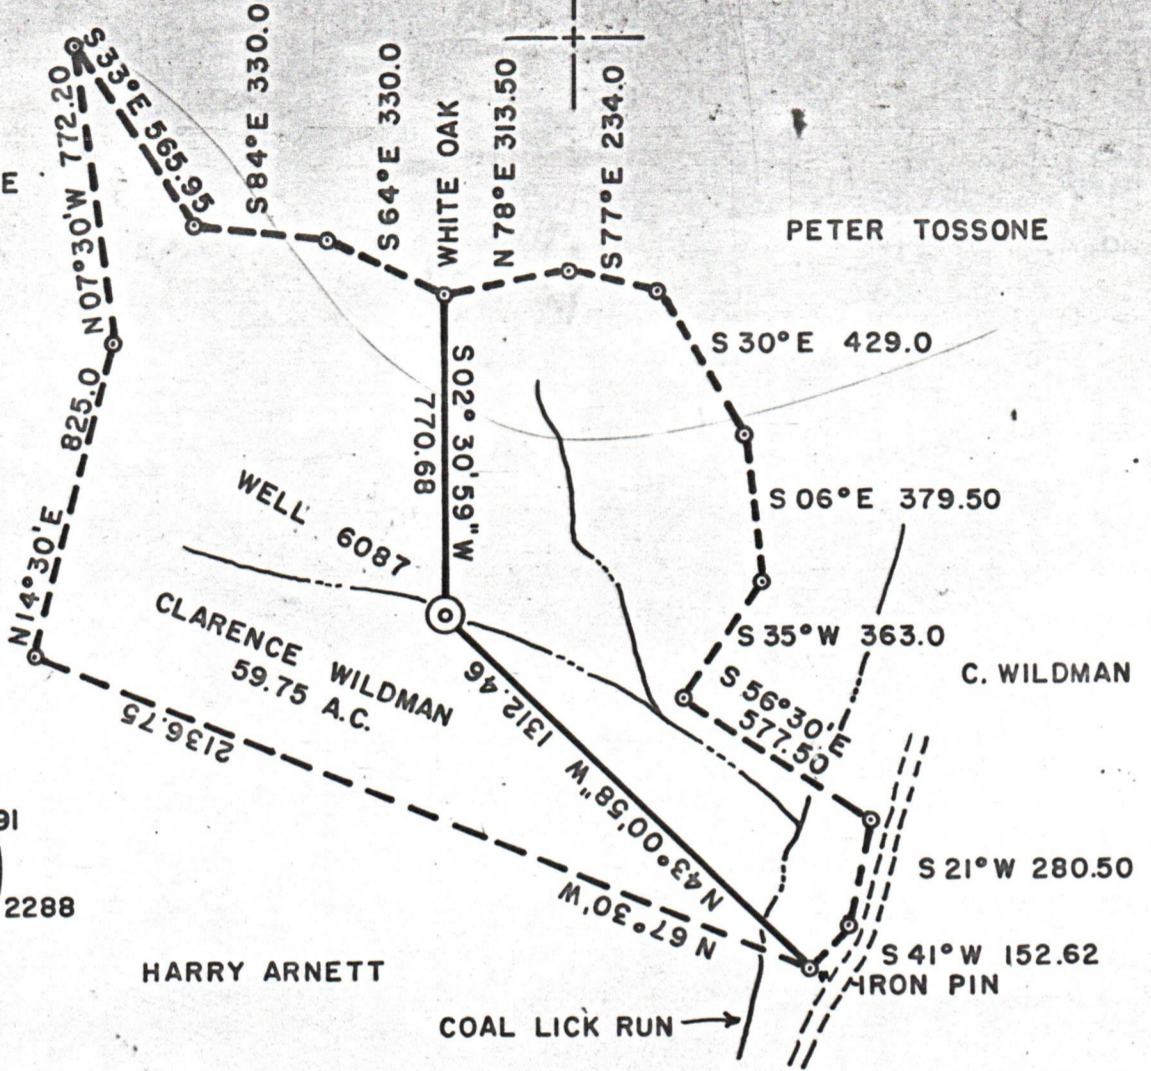 S 33° E 565.95
S 84° E 330.0
S 64° E 330.0
WHITE OAK
N 78° E 313.50
S 77° E 234.0
E
N 07° 30' W 772.20
PETER TOSSONE
S 30° E 429.0
S 02° 30' 59" W
770.68
N 14° 30' E 825.0
WELL 6087
S 06° E 379.50
CLARENCE WILDMAN
59.75 A.C.
S 35° W 363.0
C. WILDMAN
S 56° 30' E
577.50
1312.46
N 43° 00' 58" W
2136.75
N 67° 30' W
91
2288
S 21° W 280.50
S 41° W 152.62
IRON PIN
HARRY ARNETT
COAL LICK RUN